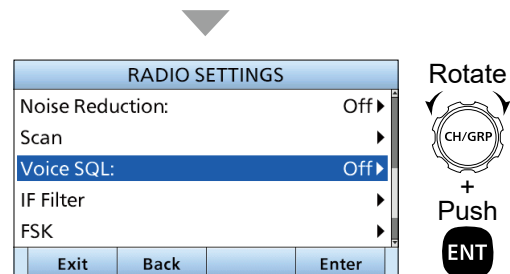 RADIO SETTINGS
Noise Reduction: Off
Scan
Voice SQL: Off
IF Filter
FSK
Exit Back Enter
Rotate
CH/GRP
+
Push
ENT